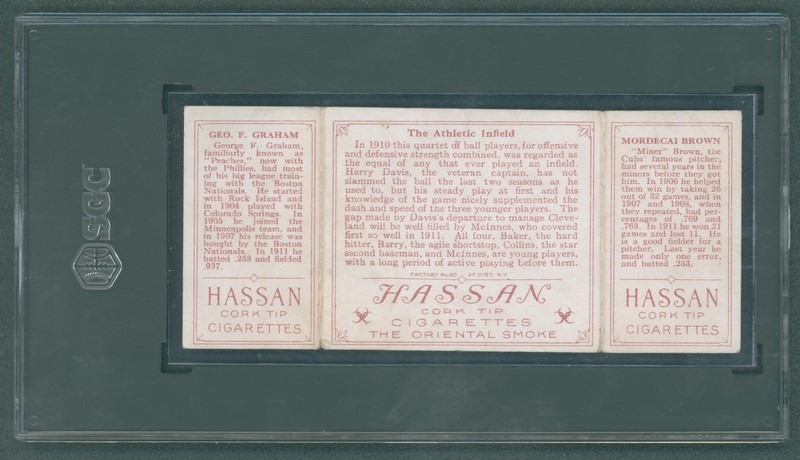 SGC
GEO. F. GRAHAM
George F. Graham,
familiarly known as
"Peaches," now with
the Phillies, had most
of his big league train-
ing with the Boston
Nationals. He started
with Rock Island and
in 1904 played with
Colorado Springs. In
1905 he joined the
Minneapolis team, and
in 1907 his release was
bought by the Boston
Nationals. In 1911 he
batted .258 and fielded
.937.
HASSAN
CORK TIP
CIGARETTES
The Athletic Infield
In 1910 this quartet of ball players, for offensive
and defensive strength combined, was regarded as
the equal of any that ever played an infield.
Harry Davis, the veteran captain, has not
slammed the ball the last two seasons as he
used to, but his steady play at first and his
knowledge of the game nicely supplemented the
dash and speed of the three younger players. The
gap made by Davis's departure to manage Cleve-
land will be well filled by McInnes, who covered
first so well in 1911. All four, Baker, the hard
hitter, Barry, the agile shortstop, Collins, the star
second baseman, and McInnes, are young players,
with a long period of active playing before them.
FACTORY No. 30 2D DIST. N.Y.
HASSAN
CORK TIP
CIGARETTES
THE ORIENTAL SMOKE
MORDECAI BROWN
"Miner" Brown, the
Cubs' famous pitcher,
had several years in the
minors before they got
him. In 1906 he helped
them win by taking 26
out of 32 games, and in
1907 and 1908, when
they repeated, had per-
centages of .769 and
.763. In 1911 he won 21
games and lost 11. He
is a good fielder for a
pitcher. Last year he
made only one error,
and batted .253.
HASSAN
CORK TIP
CIGARETTES